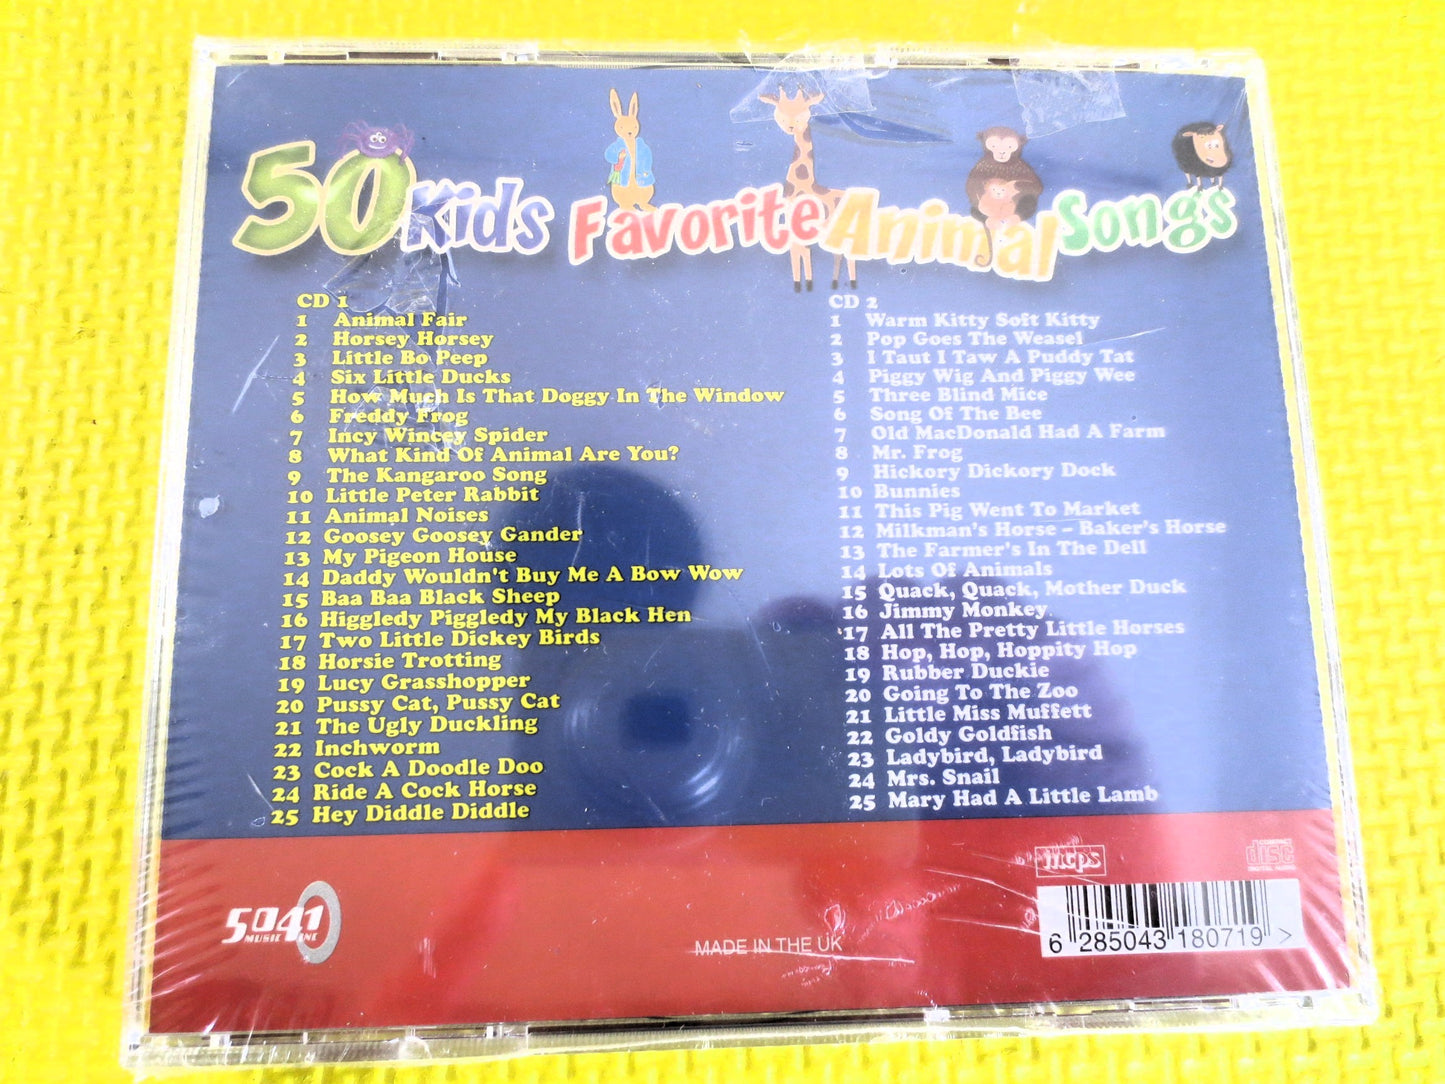 50 Kids Favorite Animal Songs
CD 1
1 Animal Fair
2 Horsey Horsey
3 Little Bo Peep
4 Six Little Ducks
5 How Much Is That Doggy In The Window
6 Freddy Frog
7 Incy Wincey Spider
8 What Kind Of Animal Are You?
9 The Kangaroo Song
10 Little Peter Rabbit
11 Animal Noises
12 Goosey Goosey Gander
13 My Pigeon House
14 Daddy Wouldn't Buy Me A Bow Wow
15 Baa Baa Black Sheep
16 Higgledy Piggledy My Black Hen
17 Two Little Dickey Birds
18 Horsie Trotting
19 Lucy Grasshopper
20 Pussy Cat, Pussy Cat
21 The Ugly Duckling
22 Inchworm
23 Cock A Doodle Doo
24 Ride A Cock Horse
25 Hey Diddle Diddle
CD 2
1 Warm Kitty Soft Kitty
2 Pop Goes The Weasel
3 I Taut I Taw A Puddy Tat
4 Piggy Wig And Piggy Wee
5 Three Blind Mice
6 Song Of The Bee
7 Old MacDonald Had A Farm
8 Mr. Frog
9 Hickory Dickory Dock
10 Bunnies
11 This Pig Went To Market
12 Milkman's Horse – Baker's Horse
13 The Farmer's In The Dell
14 Lots Of Animals
15 Quack, Quack, Mother Duck
16 Jimmy Monkey
17 All The Pretty Little Horses
18 Hop, Hop, Hoppity Hop
19 Rubber Duckie
20 Going To The Zoo
21 Little Miss Muffett
22 Goldy Goldfish
23 Ladybird, Ladybird
24 Mrs. Snail
25 Mary Had A Little Lamb
5041
MUSIC INC
MADE IN THE UK
mcps
COMPACT
disc
DIGITAL AUDIO
6 285043 180719 >